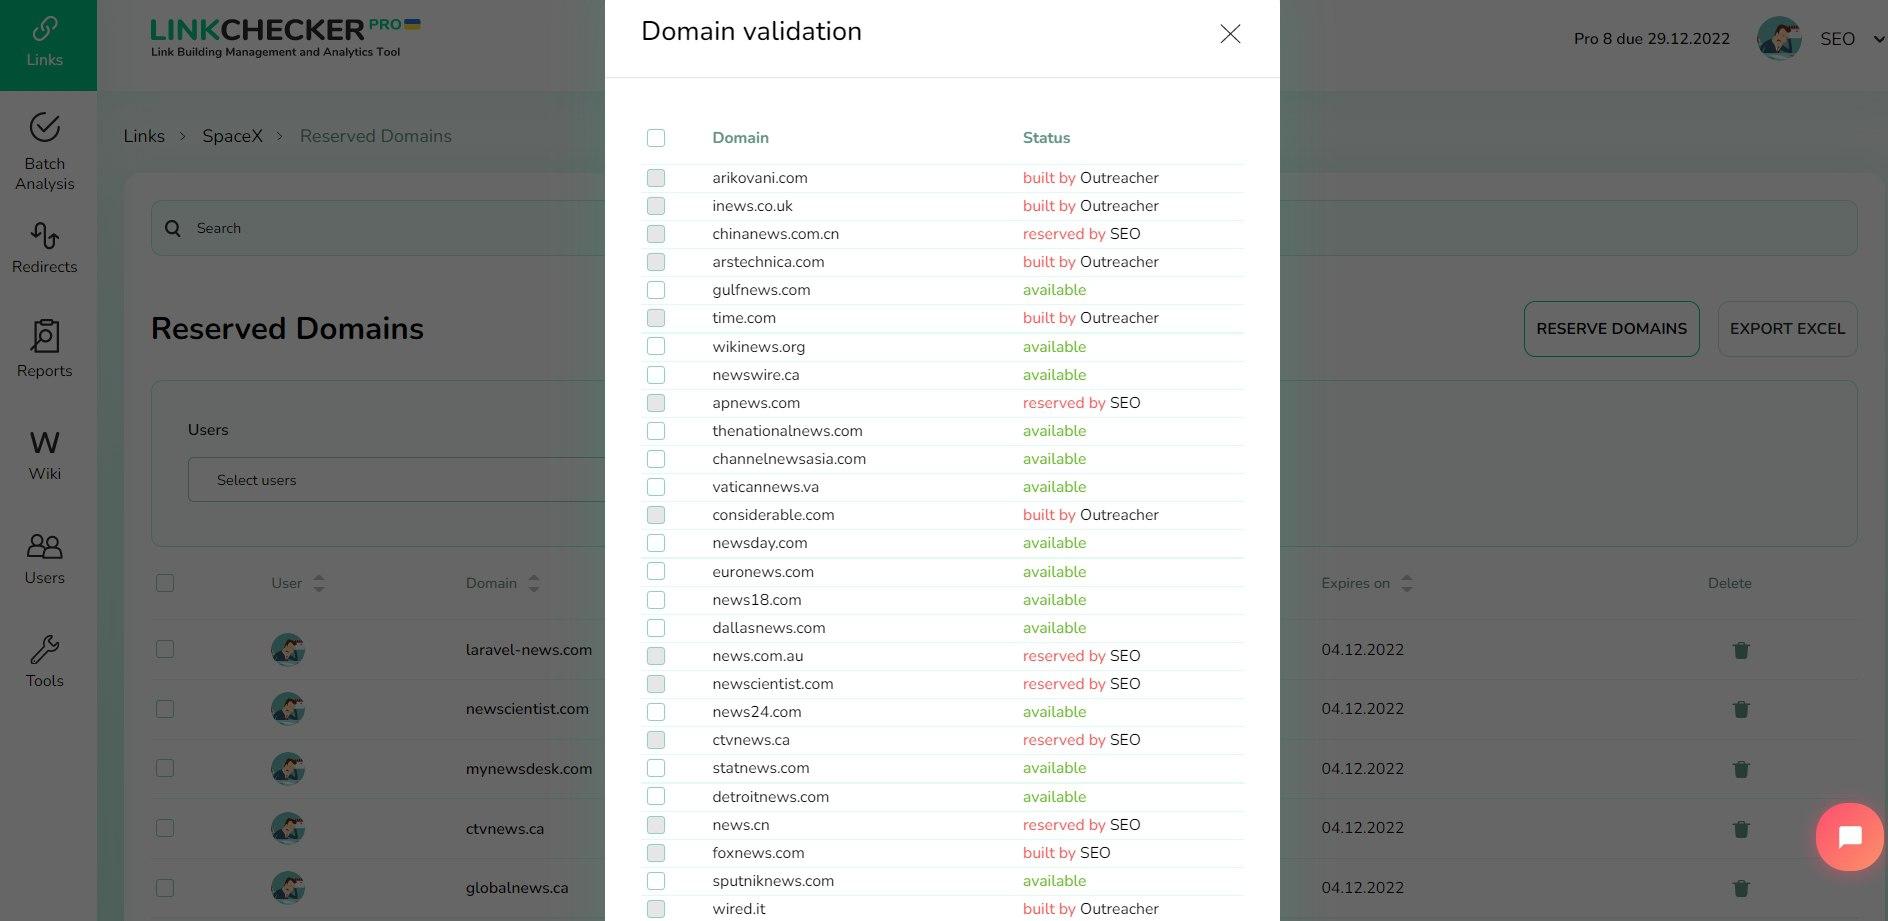 Links
Batch
Analysis
Redirects
Reports
W
Wiki
Users
Tools
LINKCHECKER PRO
Link Building Management and Analytics Tool
Pro 8 due 29.12.2022
SEO
Links > SpaceX > Reserved Domains
Search
Reserved Domains
RESERVE DOMAINS
EXPORT EXCEL
Users
Select users
User Domain Expires on Delete
laravel-news.com 04.12.2022
newscientist.com 04.12.2022
mynewsdesk.com 04.12.2022
ctvnews.ca 04.12.2022
globalnews.ca 04.12.2022
Domain validation
Domain Status
arikovani.com built by Outreacher
inews.co.uk built by Outreacher
chinanews.com.cn reserved by SEO
arstechnica.com built by Outreacher
gulfnews.com available
time.com built by Outreacher
wikinews.org available
newswire.ca available
apnews.com reserved by SEO
thenationalnews.com available
channelnewsasia.com available
vaticannews.va available
considerable.com built by Outreacher
newsday.com available
euronews.com available
news18.com available
dallasnews.com available
news.com.au reserved by SEO
newscientist.com reserved by SEO
news24.com available
ctvnews.ca reserved by SEO
statnews.com available
detroitnews.com available
news.cn reserved by SEO
foxnews.com built by SEO
sputniknews.com available
wired.it built by Outreacher